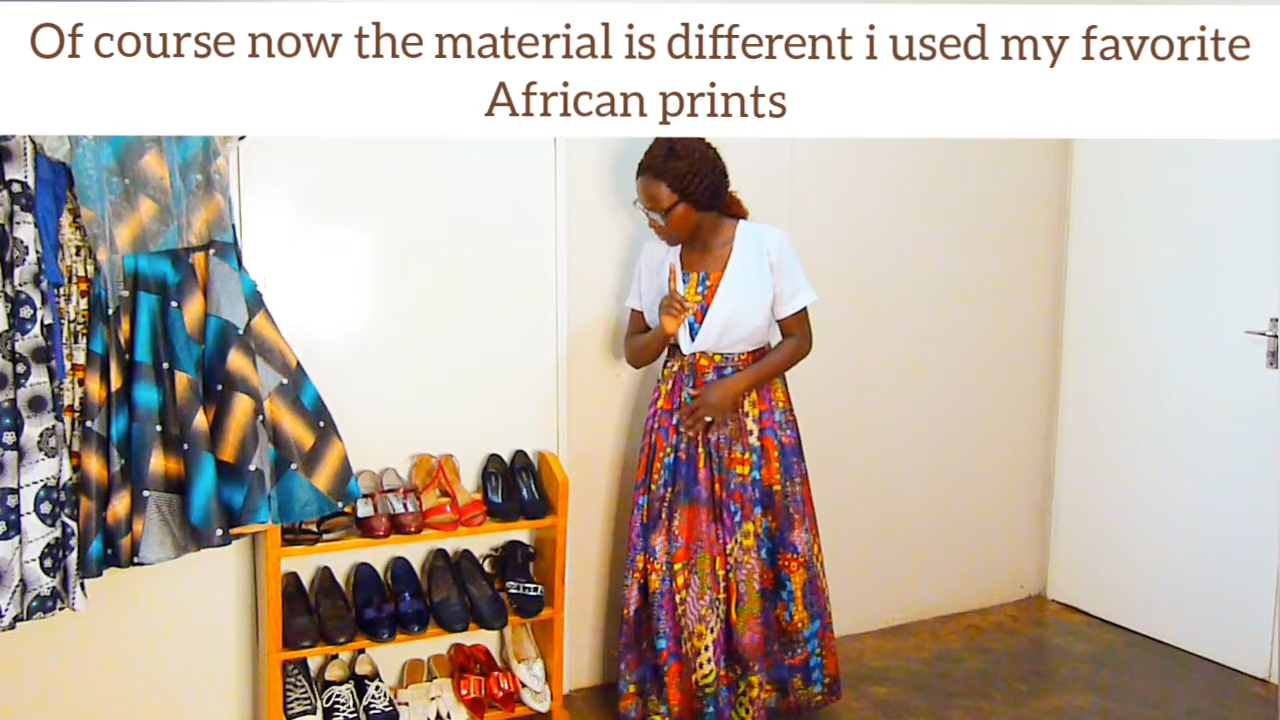 Of course now the material is different i used my favorite
African prints